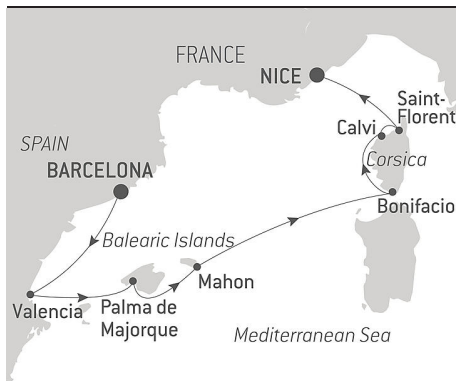 FRANCE
NICE
Saint-
Florent
Calvi
SPAIN
Corsica
BARCELONA
Bonifacio
Balearic Islands
Mahon
Valencia
Palma de
Majorque
Mediterranean Sea